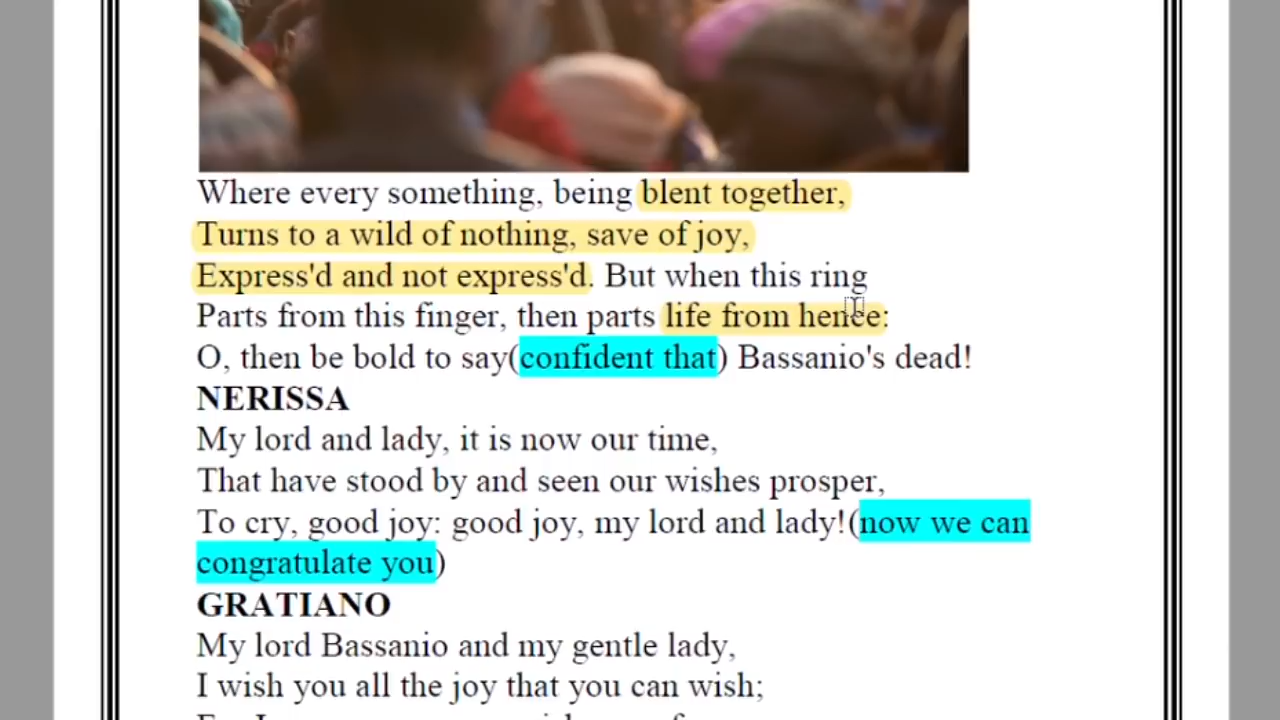 Where every something, being blent together,
Turns to a wild of nothing, save of joy,
Express'd and not express'd. But when this ring
Parts from this finger, then parts life from hence:
O, then be bold to say(confident that) Bassanio's dead!
NERISSA
My lord and lady, it is now our time,
That have stood by and seen our wishes prosper,
To cry, good joy: good joy, my lord and lady!(now we can
congratulate you)
GRATIANO
My lord Bassanio and my gentle lady,
I wish you all the joy that you can wish;